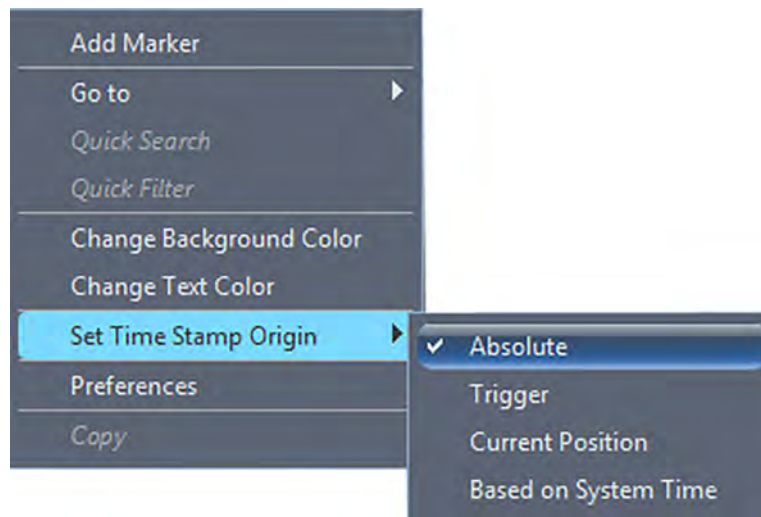 Add Marker
Go to
Quick Search
Quick Filter
Change Background Color
Change Text Color
Set Time Stamp Origin
Preferences
Copy
Absolute
Trigger
Current Position
Based on System Time